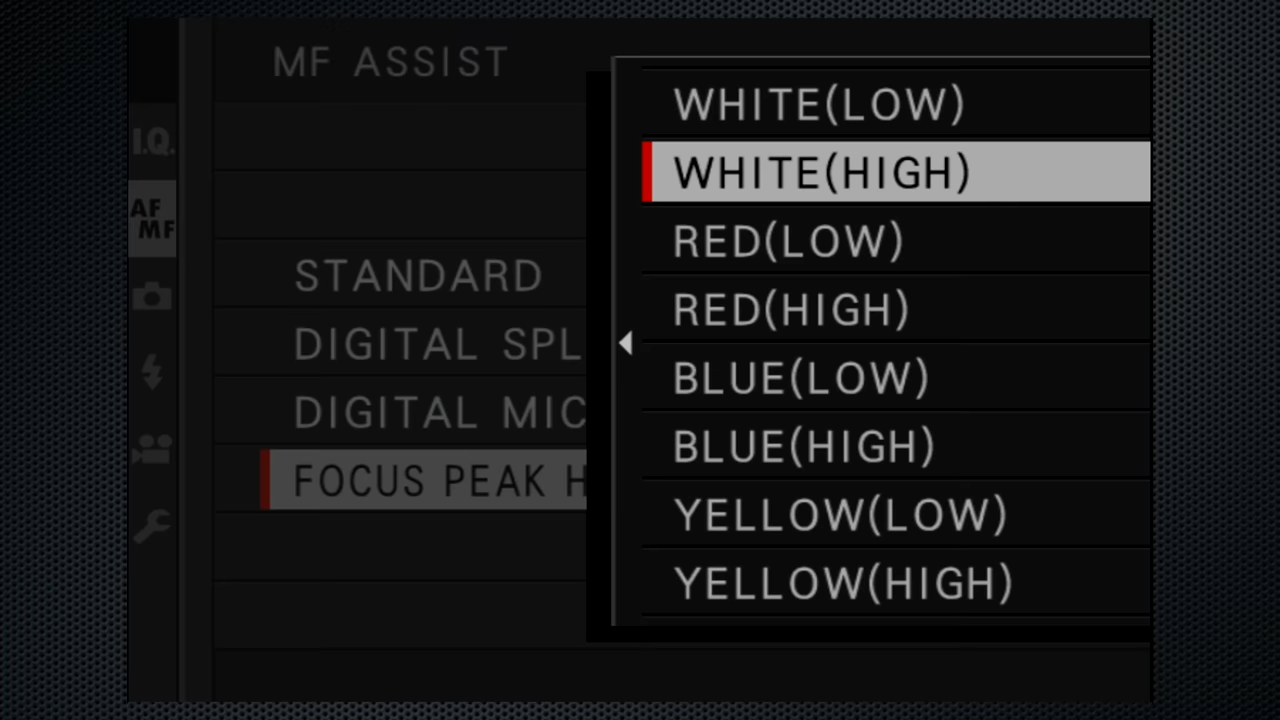 MF ASSIST
I.Q.
AF
MF
STANDARD
DIGITAL SPL
DIGITAL MIC
FOCUS PEAK H
WHITE(LOW)
WHITE(HIGH)
RED(LOW)
RED(HIGH)
BLUE(LOW)
BLUE(HIGH)
YELLOW(LOW)
YELLOW(HIGH)